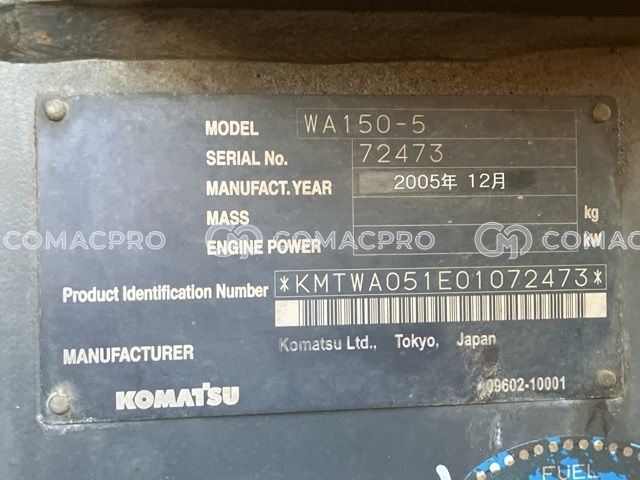 MODEL WA150-5
SERIAL No. 72473
MANUFACT. YEAR 2005年 12月
MASS kg
COMACPRO COMACPRO COMACPRO
ENGINE POWER kW
Product Identification Number *KMTWA051E01072473*
MANUFACTURER Komatsu Ltd., Tokyo, Japan
KOMATSU 09602-10001
FUEL